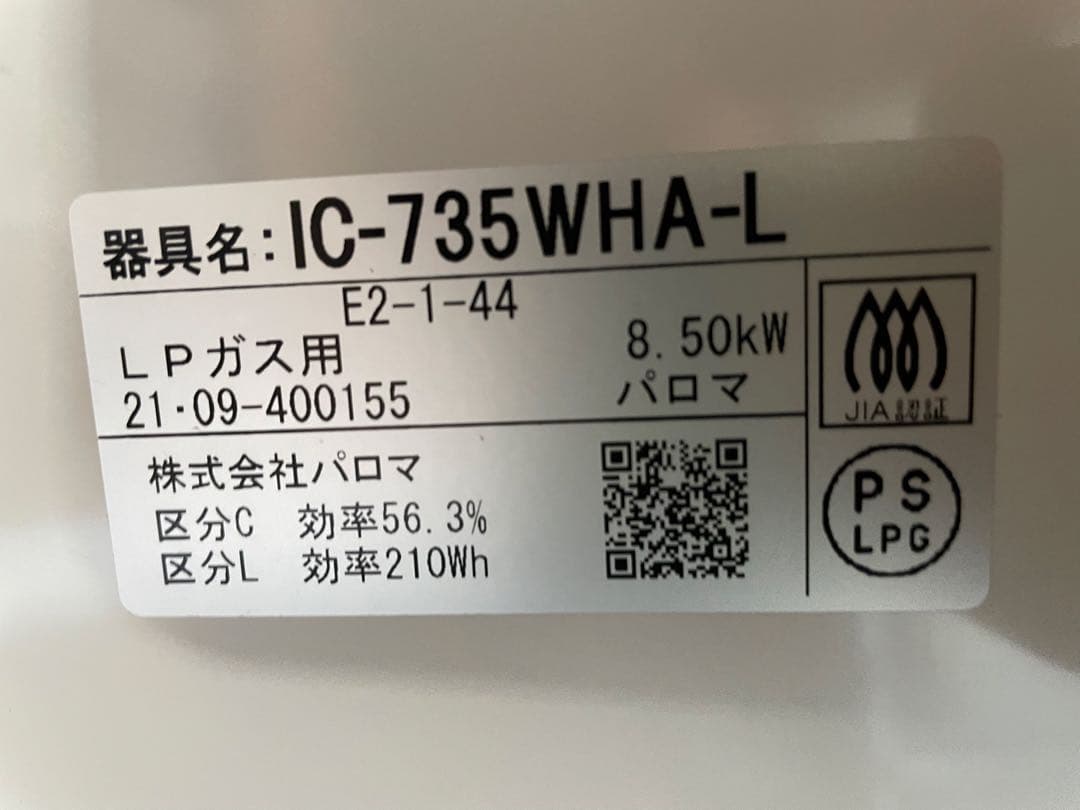 器具名:IC-735WHA-L
E2-1-44
LPガス用 8.50kW
21・09-400155 パロマ
JIA認証
株式会社パロマ
区分C 効率56.3%
区分L 効率210Wh
PS
LPG